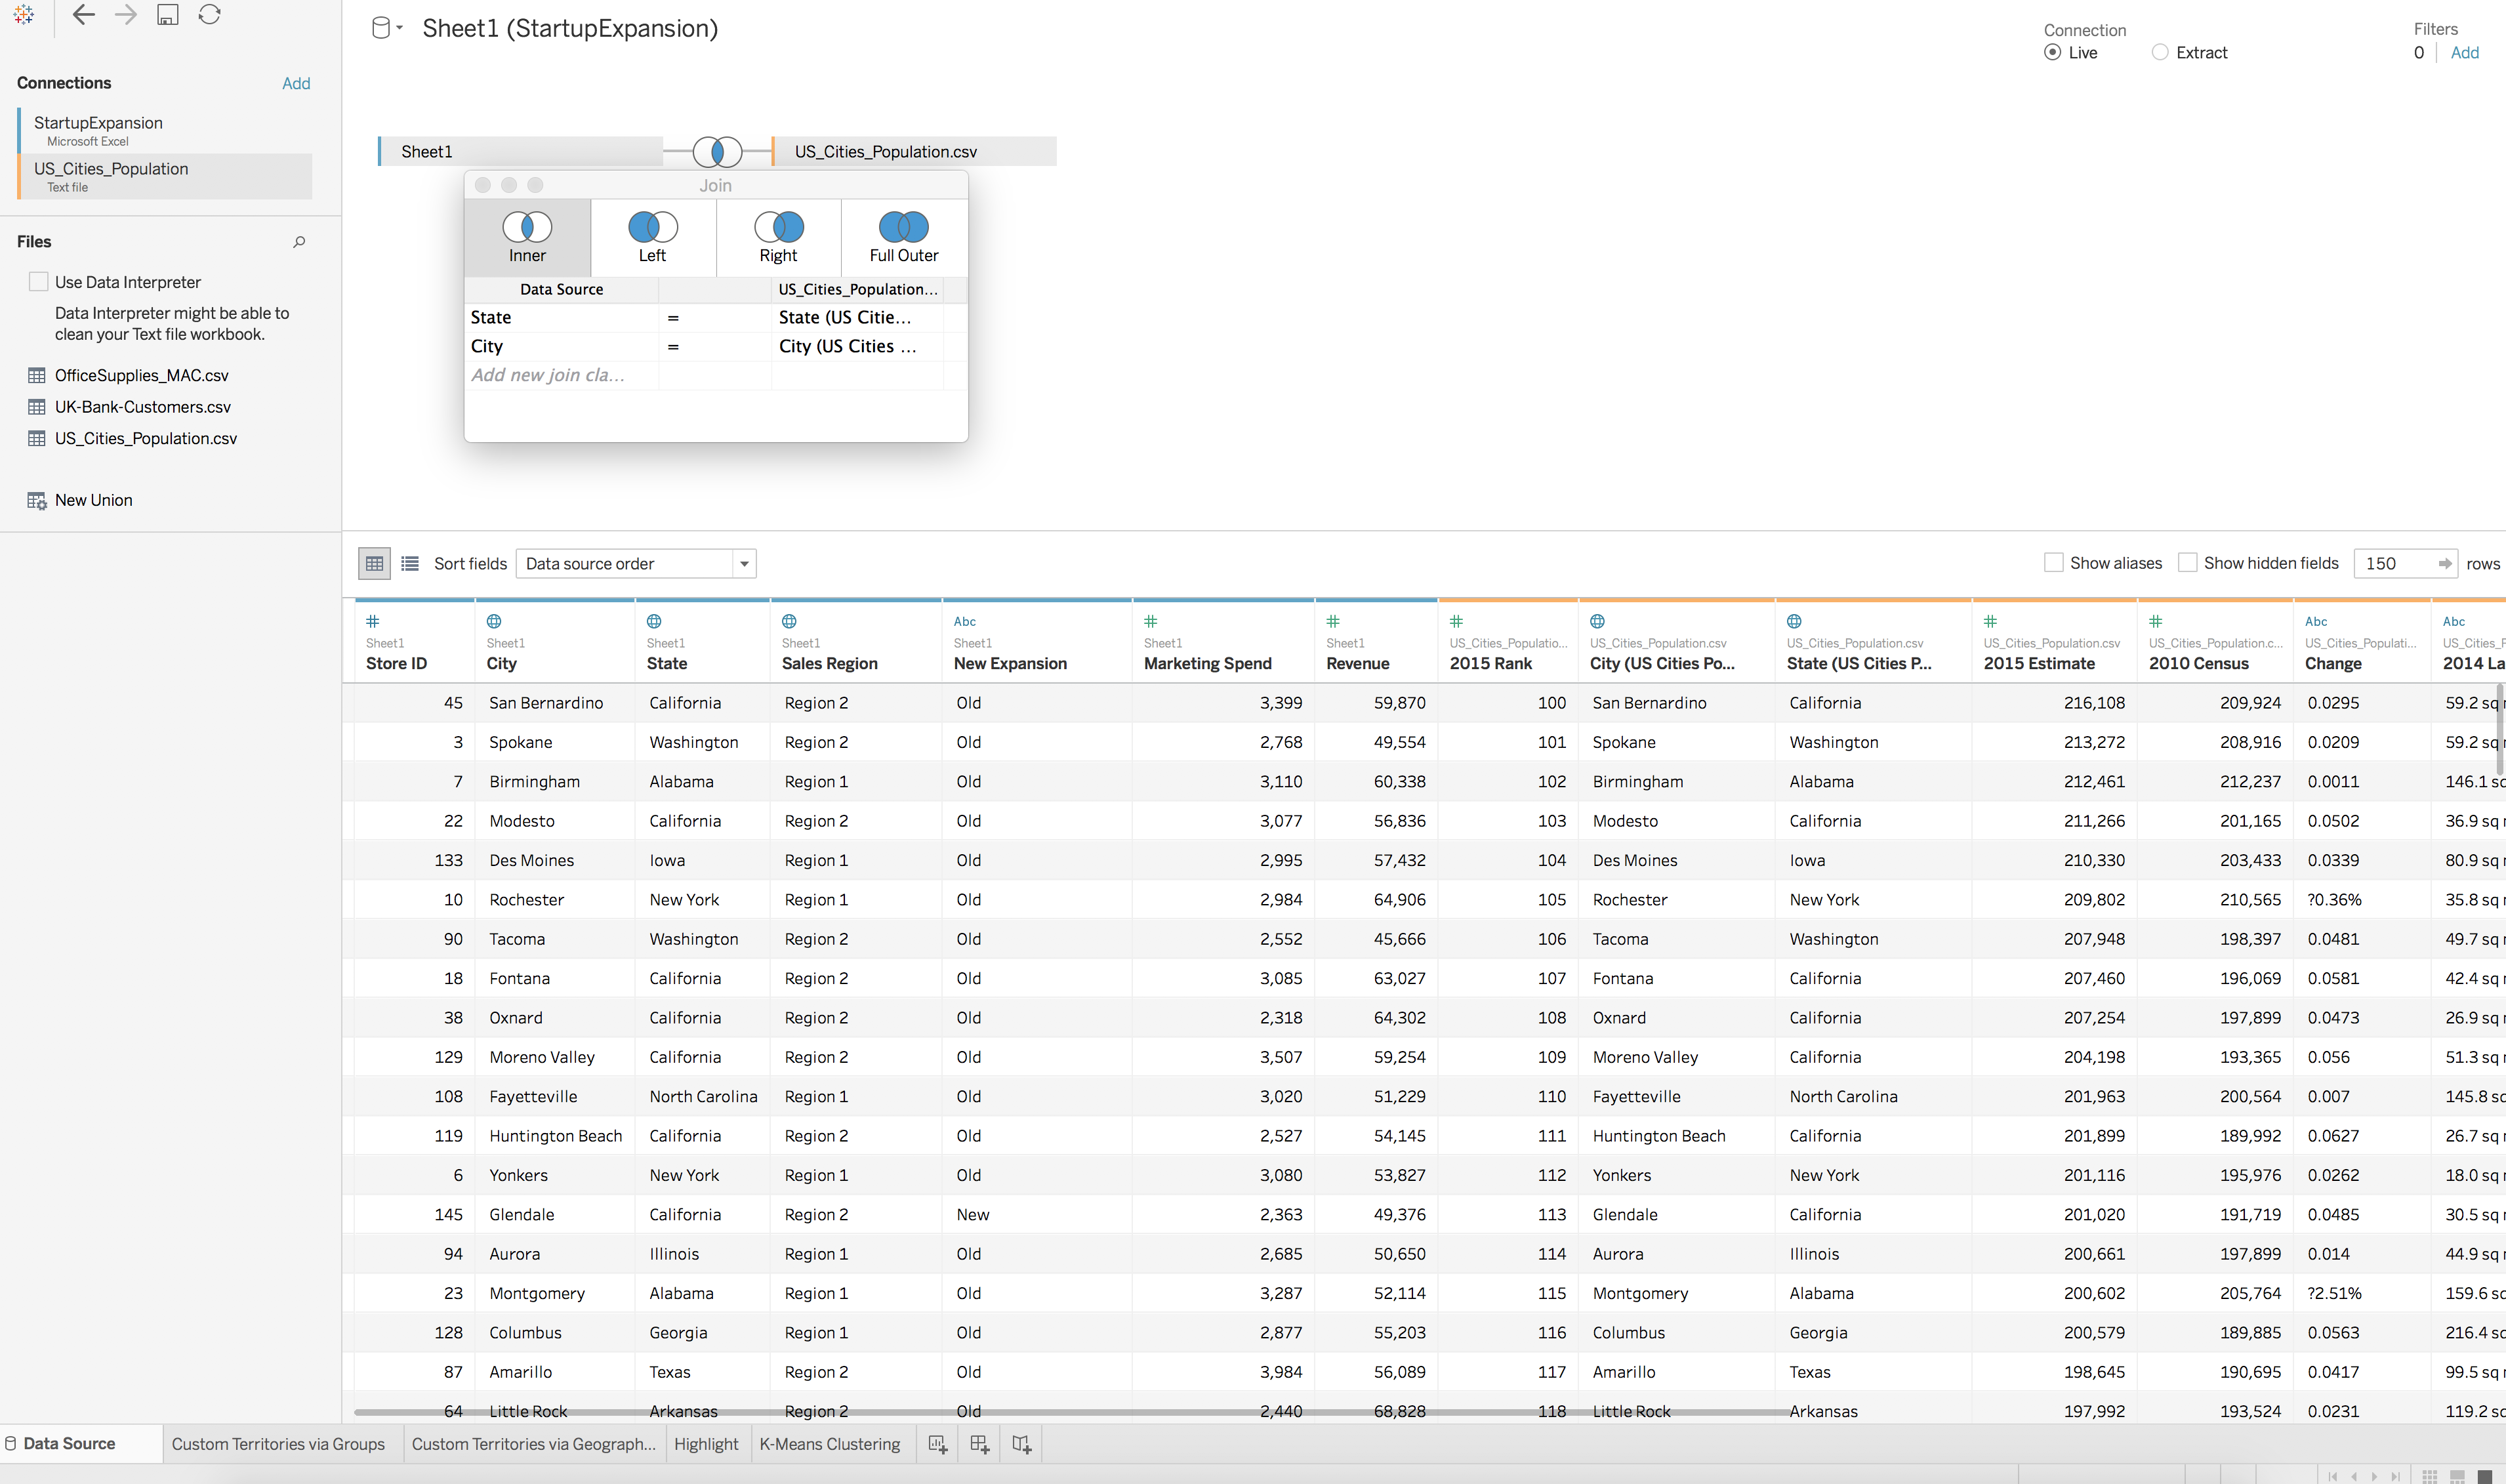 Sheet1 (StartupExpansion)
Connection
Live Extract
Filters
0 Add
Connections Add
StartupExpansion
Microsoft Excel
US_Cities_Population
Text file
Files
Use Data Interpreter
Data Interpreter might be able to
clean your Text file workbook.
OfficeSupplies_MAC.csv
UK-Bank-Customers.csv
US_Cities_Population.csv
New Union
Sheet1 US_Cities_Population.csv
Join
Inner Left Right Full Outer
Data Source US_Cities_Population...
State = State (US Citie...
City = City (US Cities ...
Add new join cla...
Sort fields Data source order Show aliases Show hidden fields 150 rows
Abc Abc Abc
Sheet1 Sheet1 Sheet1 Sheet1 Sheet1 Sheet1 Sheet1 US_Cities_Populatio... US_Cities_Population.csv US_Cities_Population.csv US_Cities_Population.csv US_Cities_Population.c... US_Cities_Populati... US_Cities_F
Store ID City State Sales Region New Expansion Marketing Spend Revenue 2015 Rank City (US Cities Po... State (US Cities P... 2015 Estimate 2010 Census Change 2014 La
45 San Bernardino California Region 2 Old 3,399 59,870 100 San Bernardino California 216,108 209,924 0.0295 59.2 sq
3 Spokane Washington Region 2 Old 2,768 49,554 101 Spokane Washington 213,272 208,916 0.0209 59.2 sq
7 Birmingham Alabama Region 1 Old 3,110 60,338 102 Birmingham Alabama 212,461 212,237 0.0011 146.1 sq
22 Modesto California Region 2 Old 3,077 56,836 103 Modesto California 211,266 201,165 0.0502 36.9 sq
133 Des Moines Iowa Region 1 Old 2,995 57,432 104 Des Moines Iowa 210,330 203,433 0.0339 80.9 sq
10 Rochester New York Region 1 Old 2,984 64,906 105 Rochester New York 209,802 210,565 ?0.36% 35.8 sq
90 Tacoma Washington Region 2 Old 2,552 45,666 106 Tacoma Washington 207,948 198,397 0.0481 49.7 sq
18 Fontana California Region 2 Old 3,085 63,027 107 Fontana California 207,460 196,069 0.0581 42.4 sq
38 Oxnard California Region 2 Old 2,318 64,302 108 Oxnard California 207,254 197,899 0.0473 26.9 sq
129 Moreno Valley California Region 2 Old 3,507 59,254 109 Moreno Valley California 204,198 193,365 0.056 51.3 sq
108 Fayetteville North Carolina Region 1 Old 3,020 51,229 110 Fayetteville North Carolina 201,963 200,564 0.007 145.8 sq
119 Huntington Beach California Region 2 Old 2,527 54,145 111 Huntington Beach California 201,899 189,992 0.0627 26.7 sq
6 Yonkers New York Region 1 Old 3,080 53,827 112 Yonkers New York 201,116 195,976 0.0262 18.0 sq
145 Glendale California Region 2 New 2,363 49,376 113 Glendale California 201,020 191,719 0.0485 30.5 sq
94 Aurora Illinois Region 1 Old 2,685 50,650 114 Aurora Illinois 200,661 197,899 0.014 44.9 sq
23 Montgomery Alabama Region 1 Old 3,287 52,114 115 Montgomery Alabama 200,602 205,764 ?2.51% 159.6 sq
128 Columbus Georgia Region 1 Old 2,877 55,203 116 Columbus Georgia 200,579 189,885 0.0563 216.4 sq
87 Amarillo Texas Region 2 Old 3,984 56,089 117 Amarillo Texas 198,645 190,695 0.0417 99.5 sq
64 Little Rock Arkansas Region 2 Old 2,440 68,828 118 Little Rock Arkansas 197,992 193,524 0.0231 119.2 sq
Data Source Custom Territories via Groups Custom Territories via Geograph... Highlight K-Means Clustering